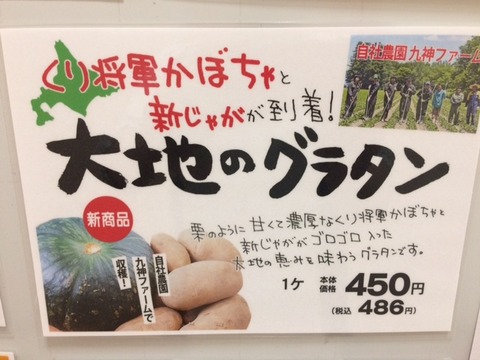 くり将軍かぼちゃと
新じゃがが到着!
自社農園九神ファーム
大地のグラタン
新商品
栗のように甘くて濃厚なくり将軍かぼちゃと
新じゃががゴロゴロ入った
大地の恵みを味わうグラタンです。
自社農園
九神ファームで
収穫!
1ケ 本体価格 450円
(税込 486円)